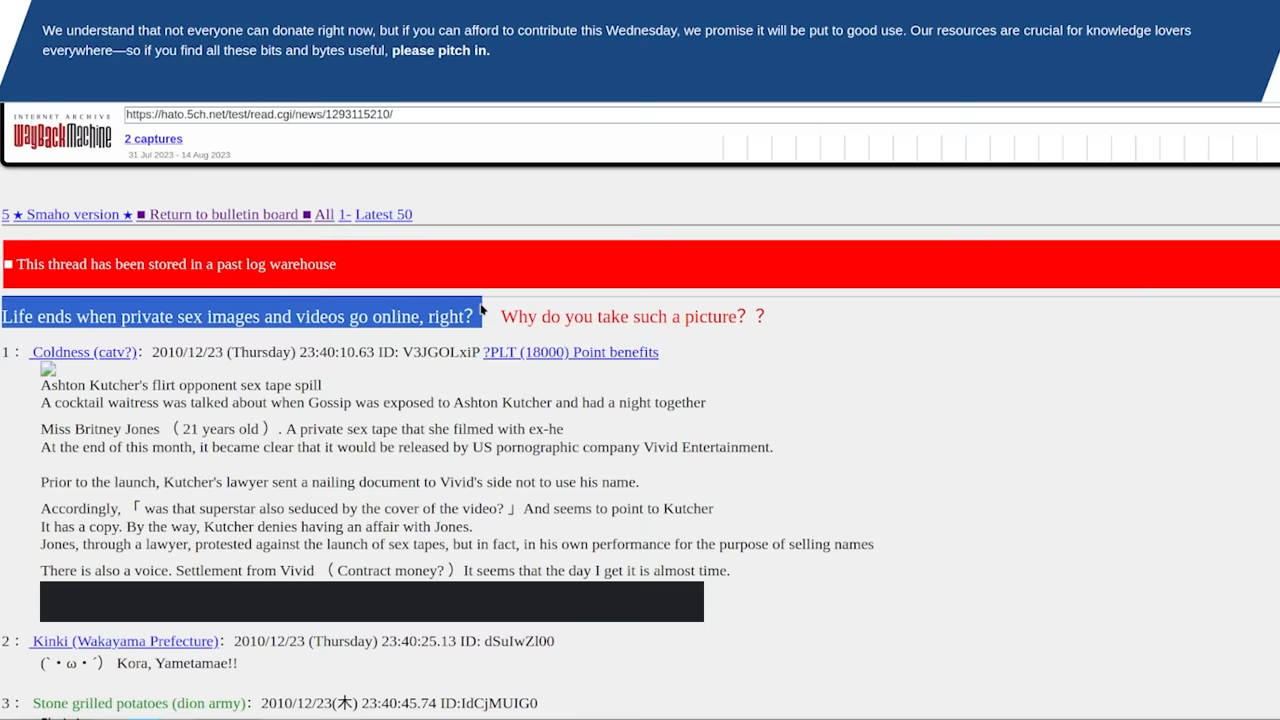 We understand that not everyone can donate right now, but if you can afford to contribute this Wednesday, we promise it will be put to good use. Our resources are crucial for knowledge lovers
everywhere—so if you find all these bits and bytes useful, please pitch in.
INTERNET ARCHIVE
WayBackMachine
https://hato.5ch.net/test/read.cgi/news/1293115210/
2 captures
31 Jul 2023 - 14 Aug 2023
5 ★ Smaho version ★ ■ Return to bulletin board ■ All 1- Latest 50
■ This thread has been stored in a past log warehouse
Life ends when private sex images and videos go online, right？ Why do you take such a picture？？
1： Coldness (catv?)： 2010/12/23 (Thursday) 23:40:10.63 ID: V3JGOLxiP ?PLT (18000) Point benefits
Ashton Kutcher's flirt opponent sex tape spill
A cocktail waitress was talked about when Gossip was exposed to Ashton Kutcher and had a night together
Miss Britney Jones （21 years old）. A private sex tape that she filmed with ex-he
At the end of this month, it became clear that it would be released by US pornographic company Vivid Entertainment.
Prior to the launch, Kutcher's lawyer sent a nailing document to Vivid's side not to use his name.
Accordingly, 「was that superstar also seduced by the cover of the video?」And seems to point to Kutcher
It has a copy. By the way, Kutcher denies having an affair with Jones.
Jones, through a lawyer, protested against the launch of sex tapes, but in fact, in his own performance for the purpose of selling names
There is also a voice. Settlement from Vivid （Contract money?）It seems that the day I get it is almost time.
2： Kinki (Wakayama Prefecture)： 2010/12/23 (Thursday) 23:40:25.13 ID: dSuIwZl00
(`・ω・´） Kora, Yametamae!!
3： Stone grilled potatoes (dion army)： 2010/12/23(木) 23:40:45.74 ID:IdCjMUIG0